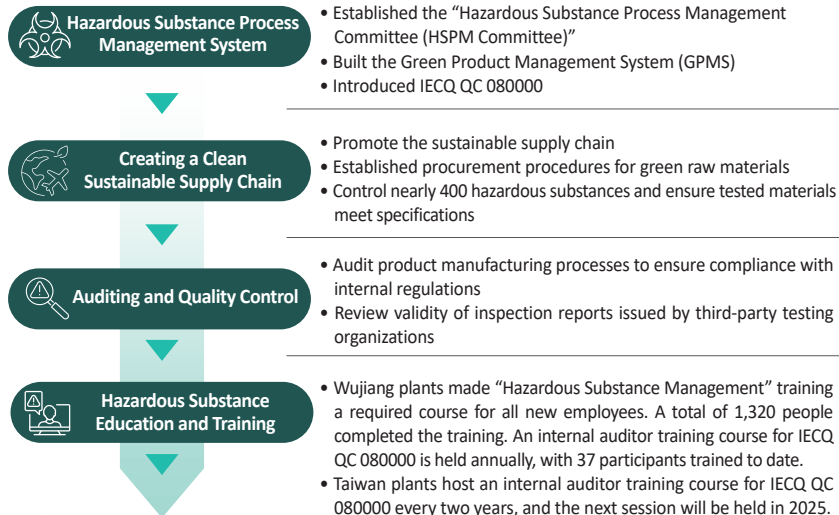 Hazardous Substance Process
Management System
• Established the “Hazardous Substance Process Management
Committee (HSPM Committee)”
• Built the Green Product Management System (GPMS)
• Introduced IECQ QC 080000
Creating a Clean
Sustainable Supply Chain
• Promote the sustainable supply chain
• Established procurement procedures for green raw materials
• Control nearly 400 hazardous substances and ensure tested materials
meet specifications
Auditing and Quality Control
• Audit product manufacturing processes to ensure compliance with
internal regulations
• Review validity of inspection reports issued by third-party testing
organizations
Hazardous Substance
Education and Training
• Wujiang plants made “Hazardous Substance Management” training
a required course for all new employees. A total of 1,320 people
completed the training. An internal auditor training course for IECQ
QC 080000 is held annually, with 37 participants trained to date.
• Taiwan plants host an internal auditor training course for IECQ QC
080000 every two years, and the next session will be held in 2025.